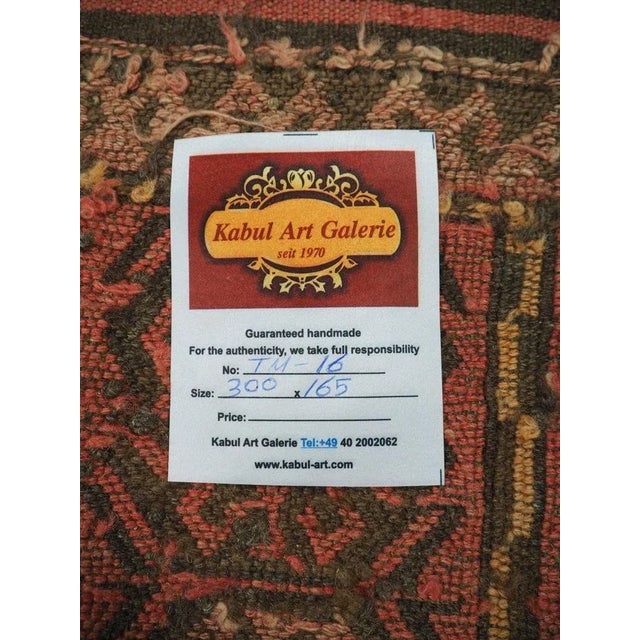 Kabul Art Galerie
seit 1970
Guaranteed handmade
For the authenticity, we take full responsibility
No: TM-16
Size: 300 x 165
Price:
Kabul Art Galerie Tel:+49 40 2002062
www.kabul-art.com